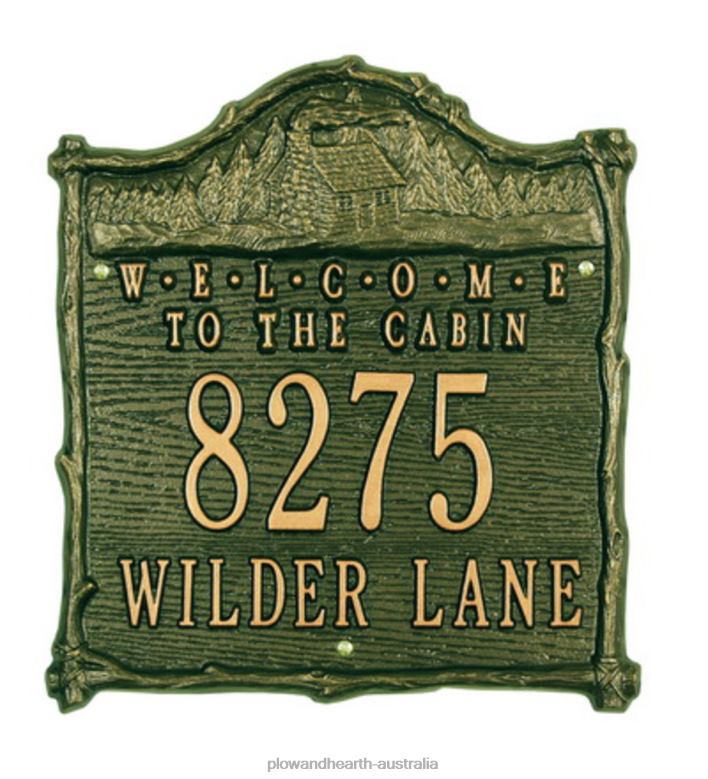 W•E•L•C•O•M•E
TO THE CABIN
8275
WILDER LANE
plowandhearth-australia